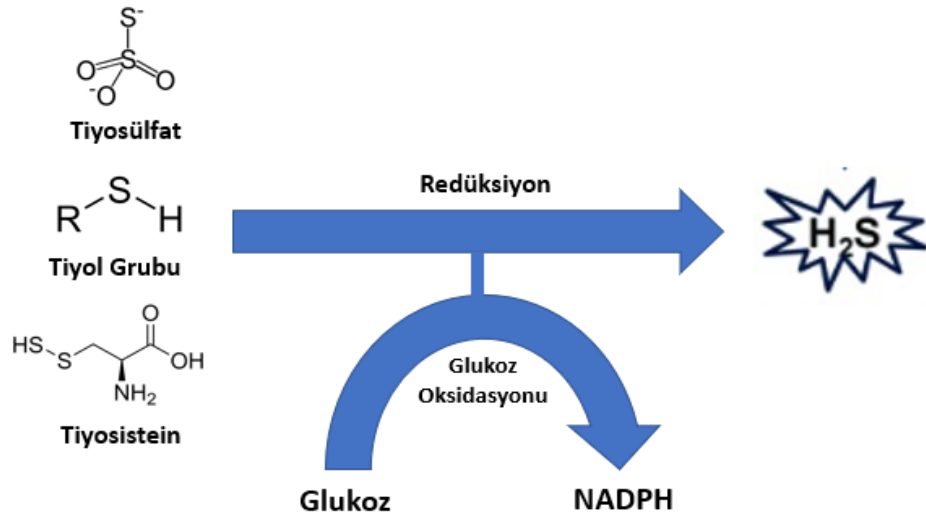 S⁻
S
O
O
⁻O
Tiyosülfat
S
R
H
Tiyol Grubu
O
HS
S
OH
NH₂
Tiyosistein
Redüksiyon
H₂S
Glukoz
Oksidasyonu
Glukoz
NADPH